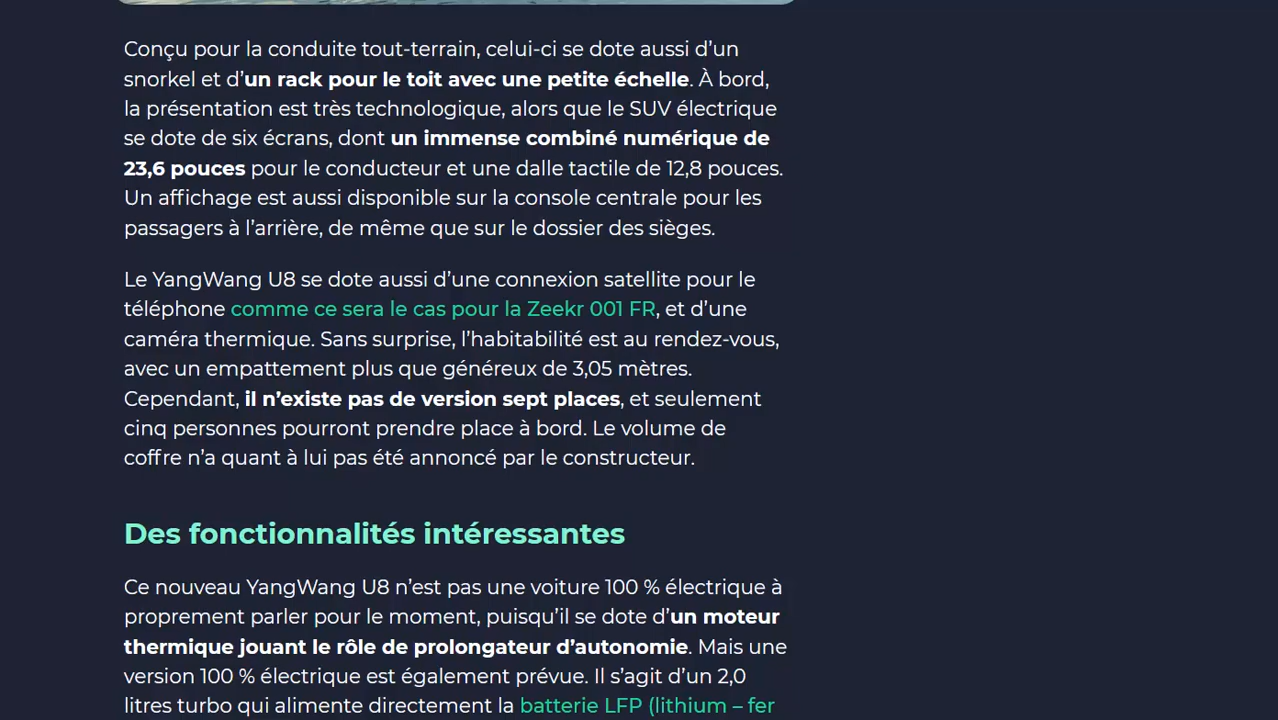 Conçu pour la conduite tout-terrain, celui-ci se dote aussi d’un
snorkel et d’un rack pour le toit avec une petite échelle. À bord,
la présentation est très technologique, alors que le SUV électrique
se dote de six écrans, dont un immense combiné numérique de
23,6 pouces pour le conducteur et une dalle tactile de 12,8 pouces.
Un affichage est aussi disponible sur la console centrale pour les
passagers à l’arrière, de même que sur le dossier des sièges.
Le YangWang U8 se dote aussi d’une connexion satellite pour le
téléphone comme ce sera le cas pour la Zeekr 001 FR, et d’une
caméra thermique. Sans surprise, l’habitabilité est au rendez-vous,
avec un empattement plus que généreux de 3,05 mètres.
Cependant, il n’existe pas de version sept places, et seulement
cinq personnes pourront prendre place à bord. Le volume de
coffre n’a quant à lui pas été annoncé par le constructeur.
Des fonctionnalités intéressantes
Ce nouveau YangWang U8 n’est pas une voiture 100 % électrique à
proprement parler pour le moment, puisqu’il se dote d’un moteur
thermique jouant le rôle de prolongateur d’autonomie. Mais une
version 100 % électrique est également prévue. Il s’agit d’un 2,0
litres turbo qui alimente directement la batterie LFP (lithium – fer